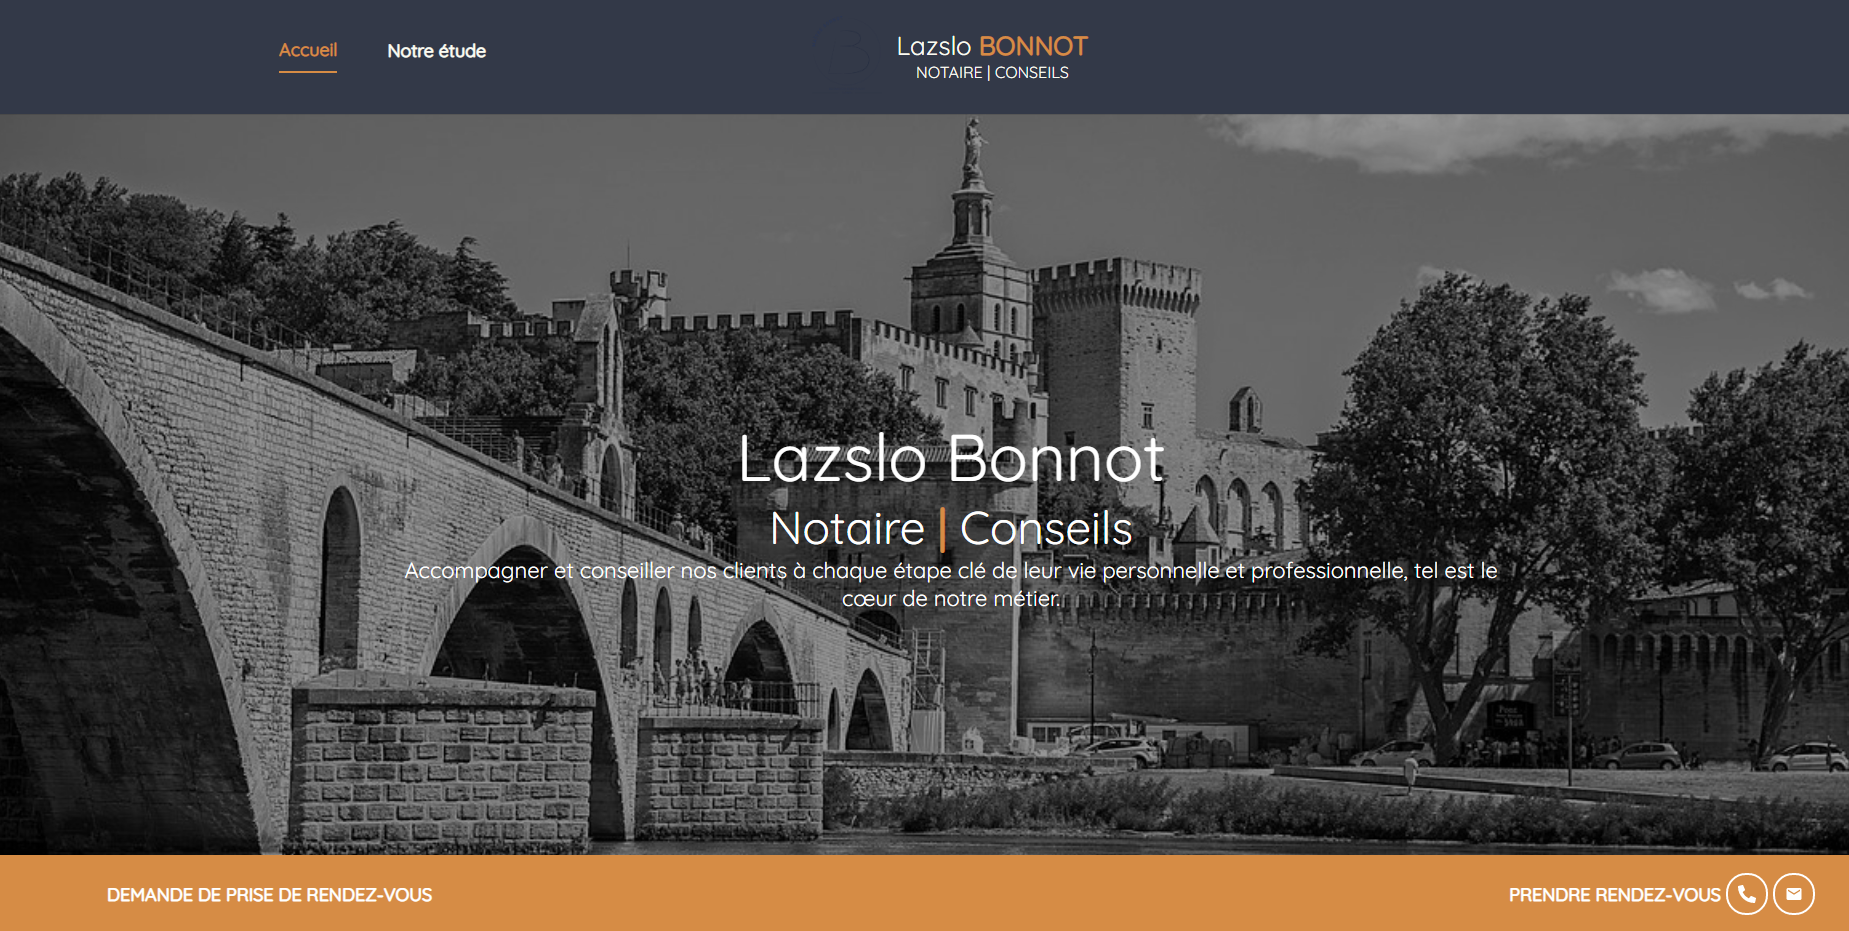 Accueil
Notre étude
Lazslo BONNOT
NOTAIRE | CONSEILS
Lazslo Bonnot
Notaire | Conseils
Accompagner et conseiller nos clients à chaque étape clé de leur vie personnelle et professionnelle, tel est le
cœur de notre métier.
DEMANDE DE PRISE DE RENDEZ-VOUS
PRENDRE RENDEZ-VOUS